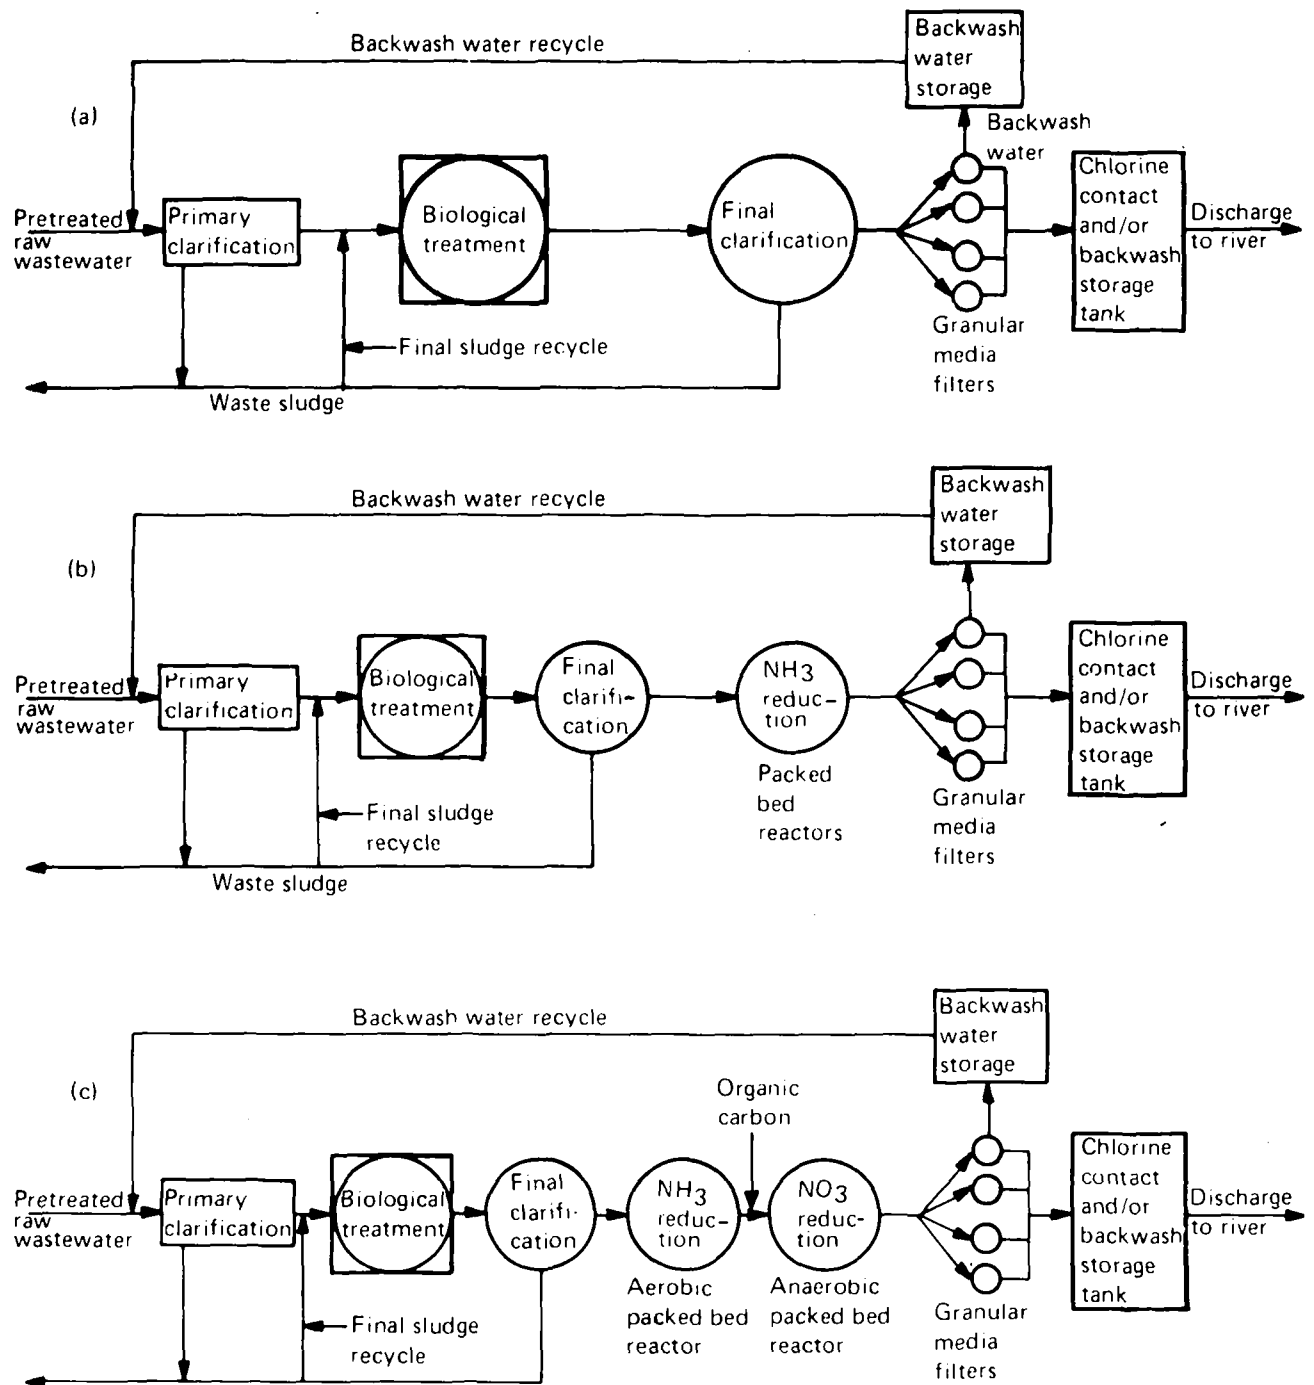 Backwash water recycle
Backwash
water
storage
(a)
Backwash
water
Pretreated
raw
wastewater
Primary
clarification
Biological
treatment
Final
clarification
Granular
media
filters
Chlorine
contact
and/or
backwash
storage
tank
Discharge
to river
Final sludge recycle
Waste sludge
Backwash water recycle
Backwash
water
storage
(b)
Pretreated
raw
wastewater
Primary
clarification
Biological
treatment
Final
clarifi-
cation
NH3
reduc-
tion
Packed
bed
reactors
Granular
media
filters
Chlorine
contact
and/or
backwash
storage
tank
Discharge
to river
Final sludge
recycle
Waste sludge
Backwash water recycle
Backwash
water
storage
(c)
Organic
carbon
Pretreated
raw
wastewater
Primary
clarification
Biological
treatment
Final
clarifi-
cation
NH3
reduc-
tion
Aerobic
packed bed
reactor
NO3
reduc-
tion
Anaerobic
packed bed
reactor
Granular
media
filters
Chlorine
contact
and/or
backwash
storage
tank
Discharge
to river
Final sludge
recycle